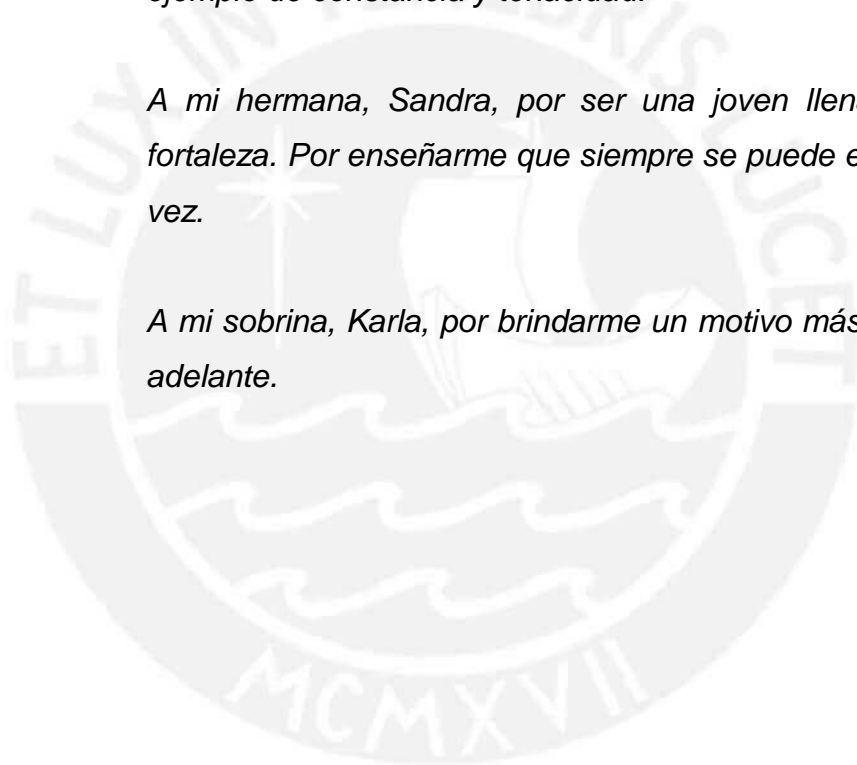 ejemplo de constancia y tenacidad.
A mi hermana, Sandra, por ser una joven
fortaleza. Por enseñarme que siempre se puede
vez.
A mi sobrina, Karla, por brindarme un motivo más
adelante.
ET LUX IN
LUCET
MCMXVII